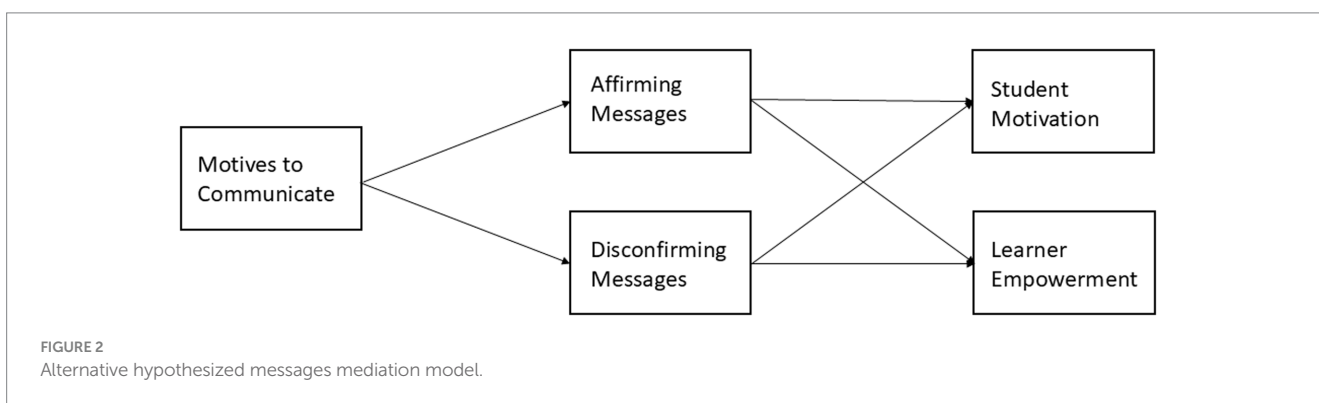 Motives to
Communicate
Affirming
Messages
Disconfirming
Messages
Student
Motivation
Learner
Empowerment
FIGURE 2
Alternative hypothesized messages mediation model.